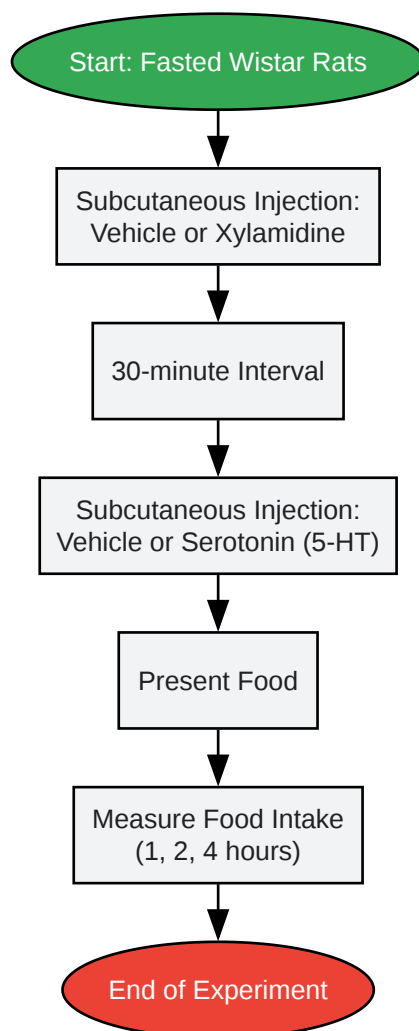 Start: Fasted Wistar Rats
Subcutaneous Injection:
Vehicle or Xylamidine
30-minute Interval
Subcutaneous Injection:
Vehicle or Serotonin (5-HT)
Present Food
Measure Food Intake
(1, 2, 4 hours)
End of Experiment